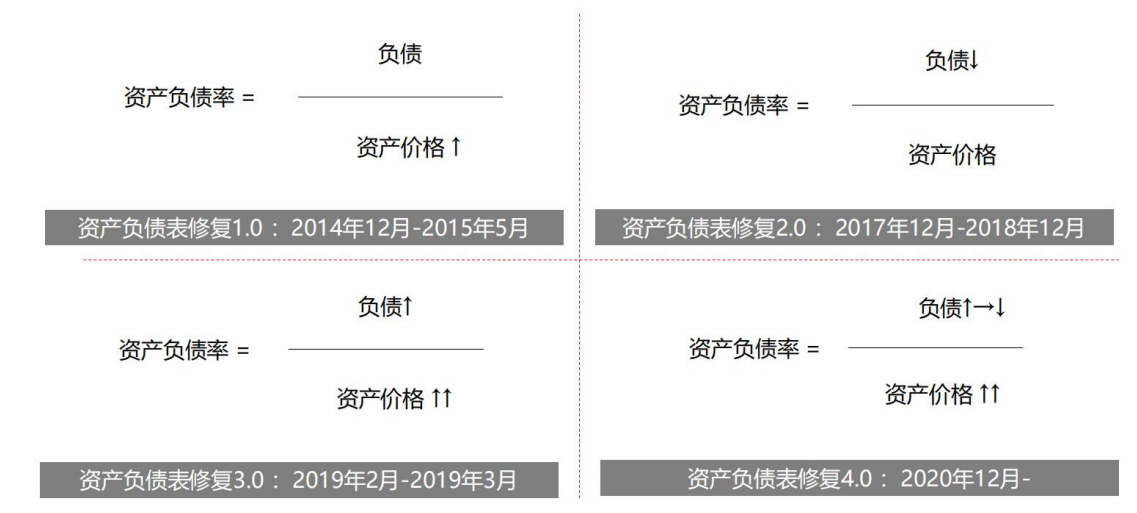 负债
资产负债率 =
资产价格 ↑
资产负债表修复1.0 ：2014年12月-2015年5月
负债↓
资产负债率 =
资产价格
资产负债表修复2.0 ：2017年12月-2018年12月
负债↑
资产负债率 =
资产价格 ↑↑
资产负债表修复3.0 ：2019年2月-2019年3月
负债↑→↓
资产负债率 =
资产价格 ↑↑
资产负债表修复4.0 ：2020年12月-